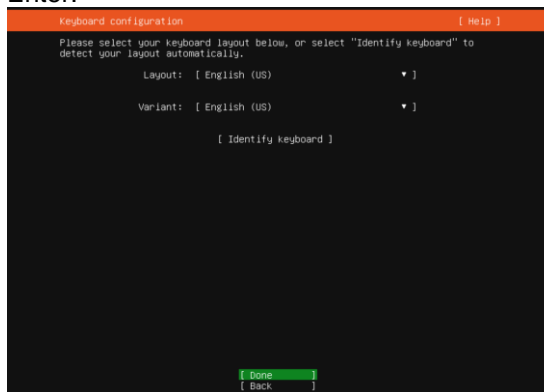 Enter.
Keyboard configuration [ Help ]
Please select your keyboard layout below, or select "Identify keyboard" to
detect your layout automatically.
Layout: [ English (US) ▾ ]
Variant: [ English (US) ▾ ]
[ Identify keyboard ]
[ Done ]
[ Back ]